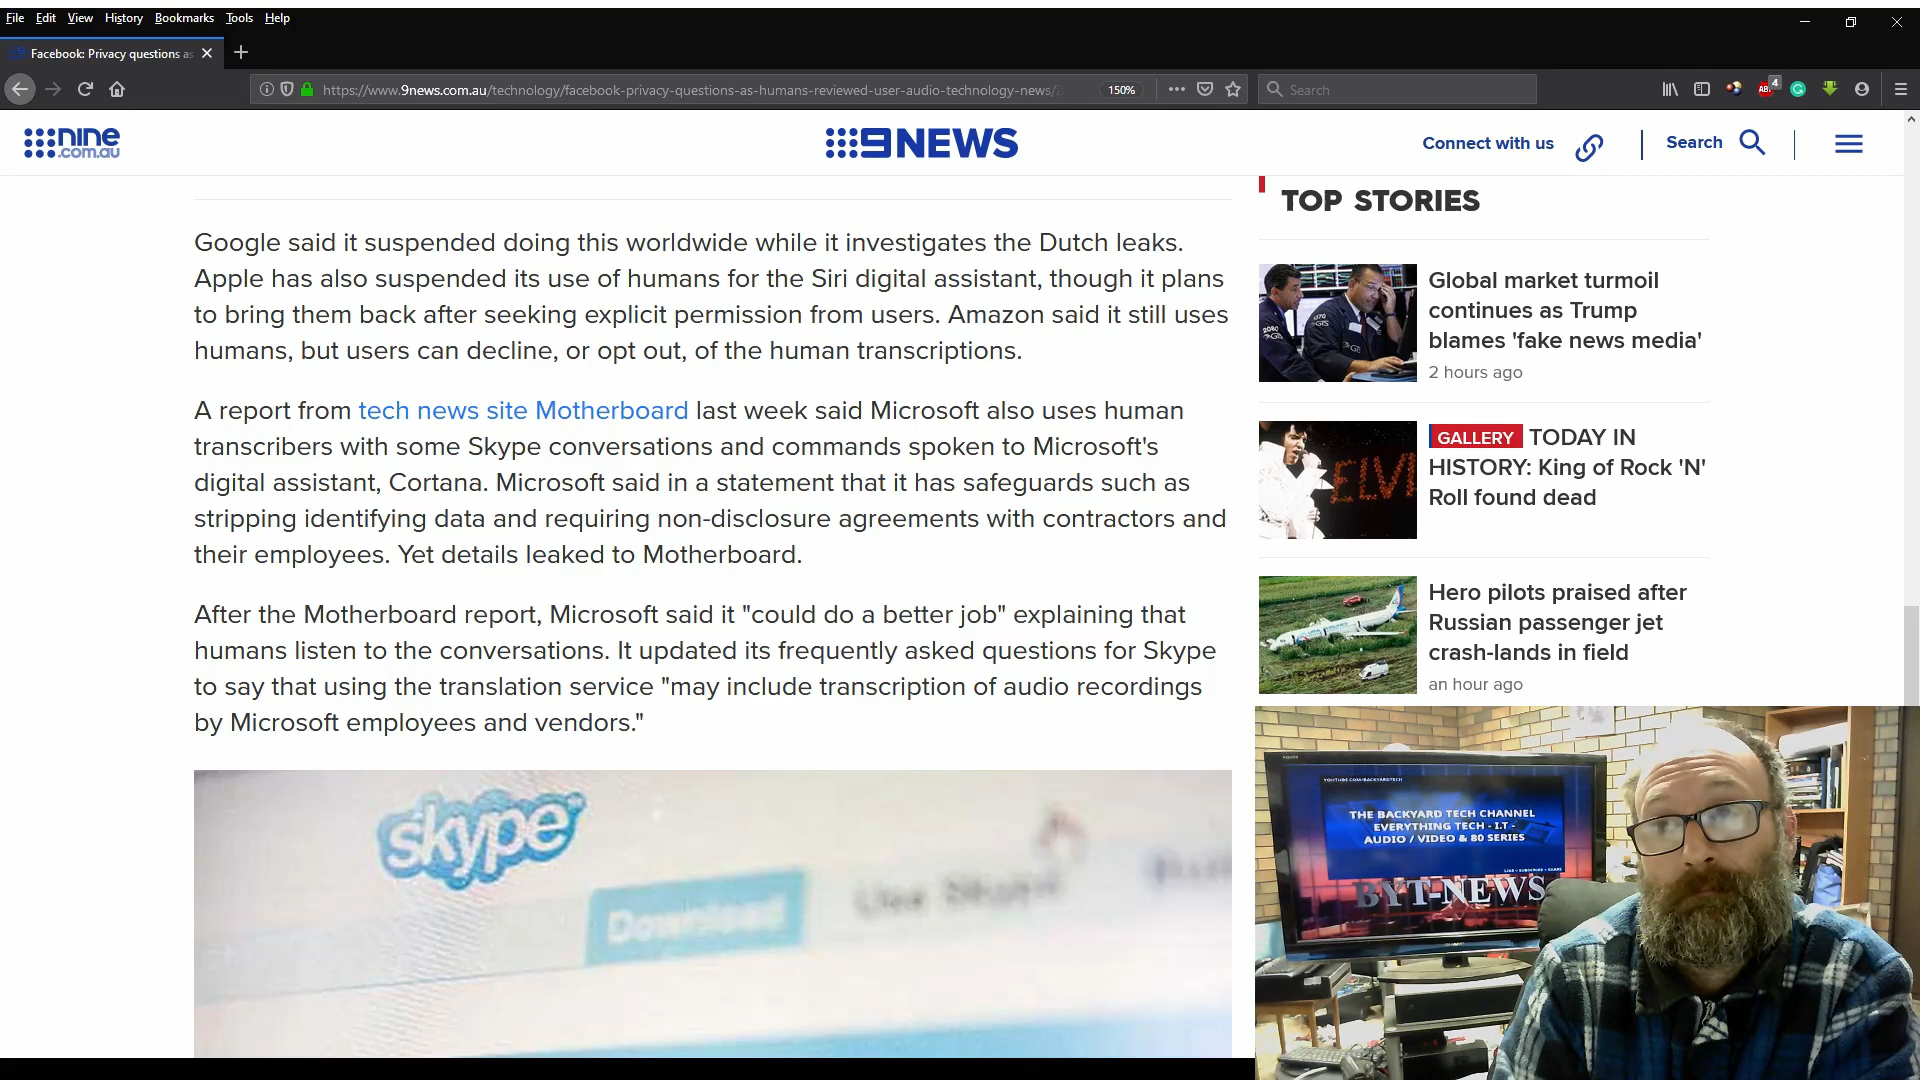 File Edit View History Bookmarks Tools Help
Facebook: Privacy questions as
https://www.9news.com.au/technology/facebook-privacy-questions-as-humans-reviewed-user-audio-technology-news/
150%
Search
ABP
4
nine
.com.au
9NEWS
Connect with us
Search
TOP STORIES
Google said it suspended doing this worldwide while it investigates the Dutch leaks.
Apple has also suspended its use of humans for the Siri digital assistant, though it plans
to bring them back after seeking explicit permission from users. Amazon said it still uses
humans, but users can decline, or opt out, of the human transcriptions.
A report from tech news site Motherboard last week said Microsoft also uses human
transcribers with some Skype conversations and commands spoken to Microsoft's
digital assistant, Cortana. Microsoft said in a statement that it has safeguards such as
stripping identifying data and requiring non-disclosure agreements with contractors and
their employees. Yet details leaked to Motherboard.
After the Motherboard report, Microsoft said it "could do a better job" explaining that
humans listen to the conversations. It updated its frequently asked questions for Skype
to say that using the translation service "may include transcription of audio recordings
by Microsoft employees and vendors."
skype
Download
Use Skype
Global market turmoil
continues as Trump
blames 'fake news media'
2 hours ago
GALLERY TODAY IN
HISTORY: King of Rock 'N'
Roll found dead
ELVI
Hero pilots praised after
Russian passenger jet
crash-lands in field
an hour ago
YOUTUBE.COM/BACKYARDTECH
THE BACKYARD TECH CHANNEL
EVERYTHING TECH - I.T -
AUDIO / VIDEO & 80 SERIES
LIKE + SUBSCRIBE + SHARE
BYT-NEWS